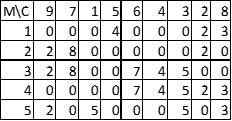 M\C 9 7 1 5 6 4 3 2 8
1 0 0 0 4 0 0 0 2 3
2 2 8 0 0 0 0 0 2 0
3 2 8 0 0 7 4 5 0 0
4 0 0 0 0 7 4 5 2 3
5 2 0 5 0 0 0 5 0 3